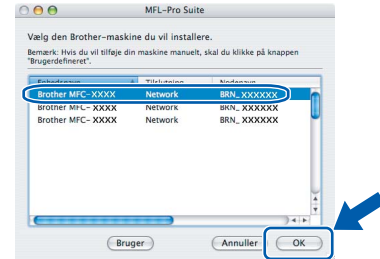 MFL-Pro Suite
Vælg den Brother-maskine du vil installere.
Bemærk: Hvis du vil tilføje din maskine manuelt, skal du klikke på knappen
"Brugerdefineret".
Enhedsnavn Tilslutning Nodenavn
Brother MFC-XXXX Network BRN_XXXXXX
Brother MFC- XXXX Network BRN_XXXXXX
Brother MFC- XXXX Network BRN_XXXXXX
Bruger Annuller OK